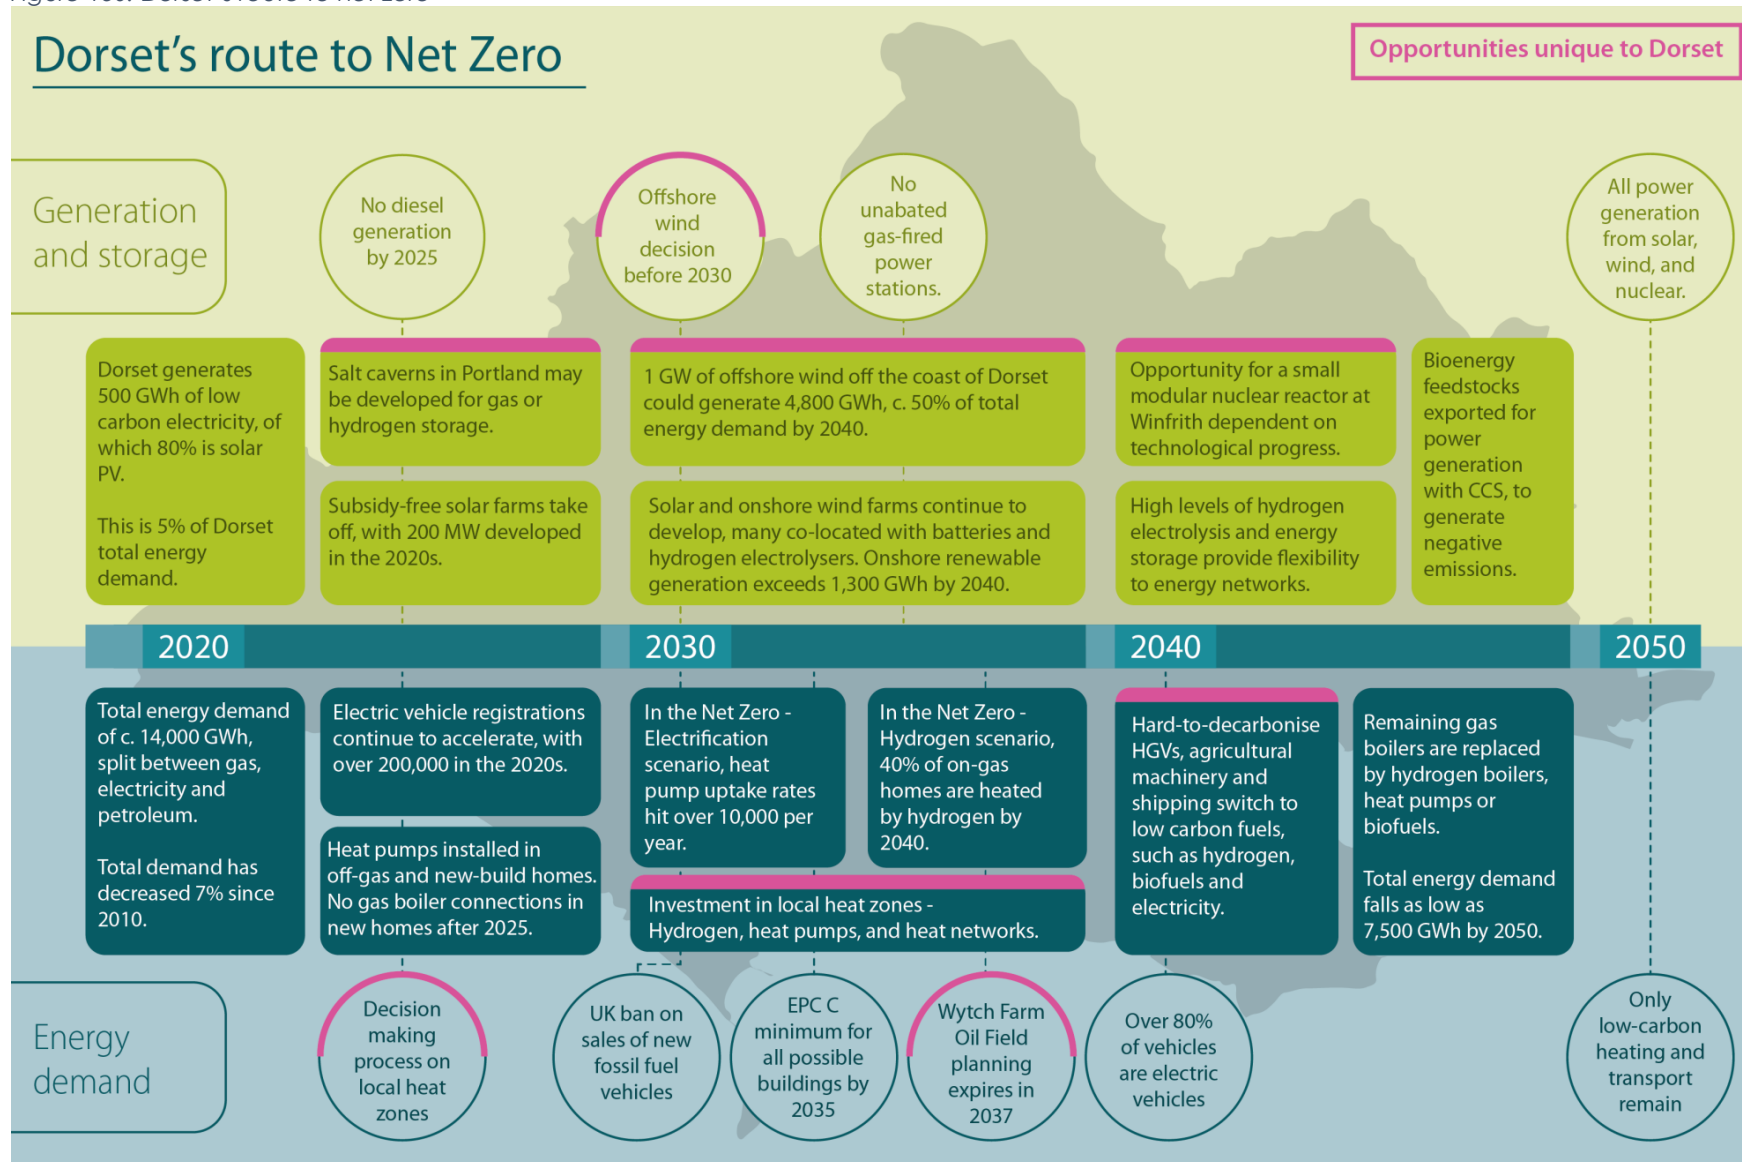 Dorset's route to Net Zero
Opportunities unique to Dorset
Generation
and storage
No diesel
generation
by 2025
Offshore
wind
decision
before 2030
No
unabated
gas-fired
power
stations.
All power
generation
from solar,
wind, and
nuclear.
Dorset generates
500 GWh of low
carbon electricity, of
which 80% is solar
PV.
This is 5% of Dorset
total energy
demand.
Salt caverns in Portland may
be developed for gas or
hydrogen storage.
Subsidy-free solar farms take
off, with 200 MW developed
in the 2020s.
1 GW of offshore wind off the coast of Dorset
could generate 4,800 GWh, c. 50% of total
energy demand by 2040.
Solar and onshore wind farms continue to
develop, many co-located with batteries and
hydrogen electrolysers. Onshore renewable
generation exceeds 1,300 GWh by 2040.
Opportunity for a small
modular nuclear reactor at
Winfrith dependent on
technological progress.
High levels of hydrogen
electrolysis and energy
storage provide flexibility
to energy networks.
Bioenergy
feedstocks
exported for
power
generation
with CCS, to
generate
negative
emissions.
2020
2030
2040
2050
Total energy demand
of c. 14,000 GWh,
split between gas,
electricity and
petroleum.
Total demand has
decreased 7% since
2010.
Electric vehicle registrations
continue to accelerate, with
over 200,000 in the 2020s.
Heat pumps installed in
off-gas and new-build homes.
No gas boiler connections in
new homes after 2025.
In the Net Zero -
Electrification
scenario, heat
pump uptake rates
hit over 10,000 per
year.
In the Net Zero -
Hydrogen scenario,
40% of on-gas
homes are heated
by hydrogen by
2040.
Investment in local heat zones -
Hydrogen, heat pumps, and heat networks.
Hard-to-decarbonise
HGVs, agricultural
machinery and
shipping switch to
low carbon fuels,
such as hydrogen,
biofuels and
electricity.
Remaining gas
boilers are replaced
by hydrogen boilers,
heat pumps or
biofuels.
Total energy demand
falls as low as
7,500 GWh by 2050.
Energy
demand
Decision
making
process on
local heat
zones
UK ban on
sales of new
fossil fuel
vehicles
EPC C
minimum for
all possible
buildings by
2035
Wytch Farm
Oil Field
planning
expires in
2037
Over 80%
of vehicles
are electric
vehicles
Only
low-carbon
heating and
transport
remain